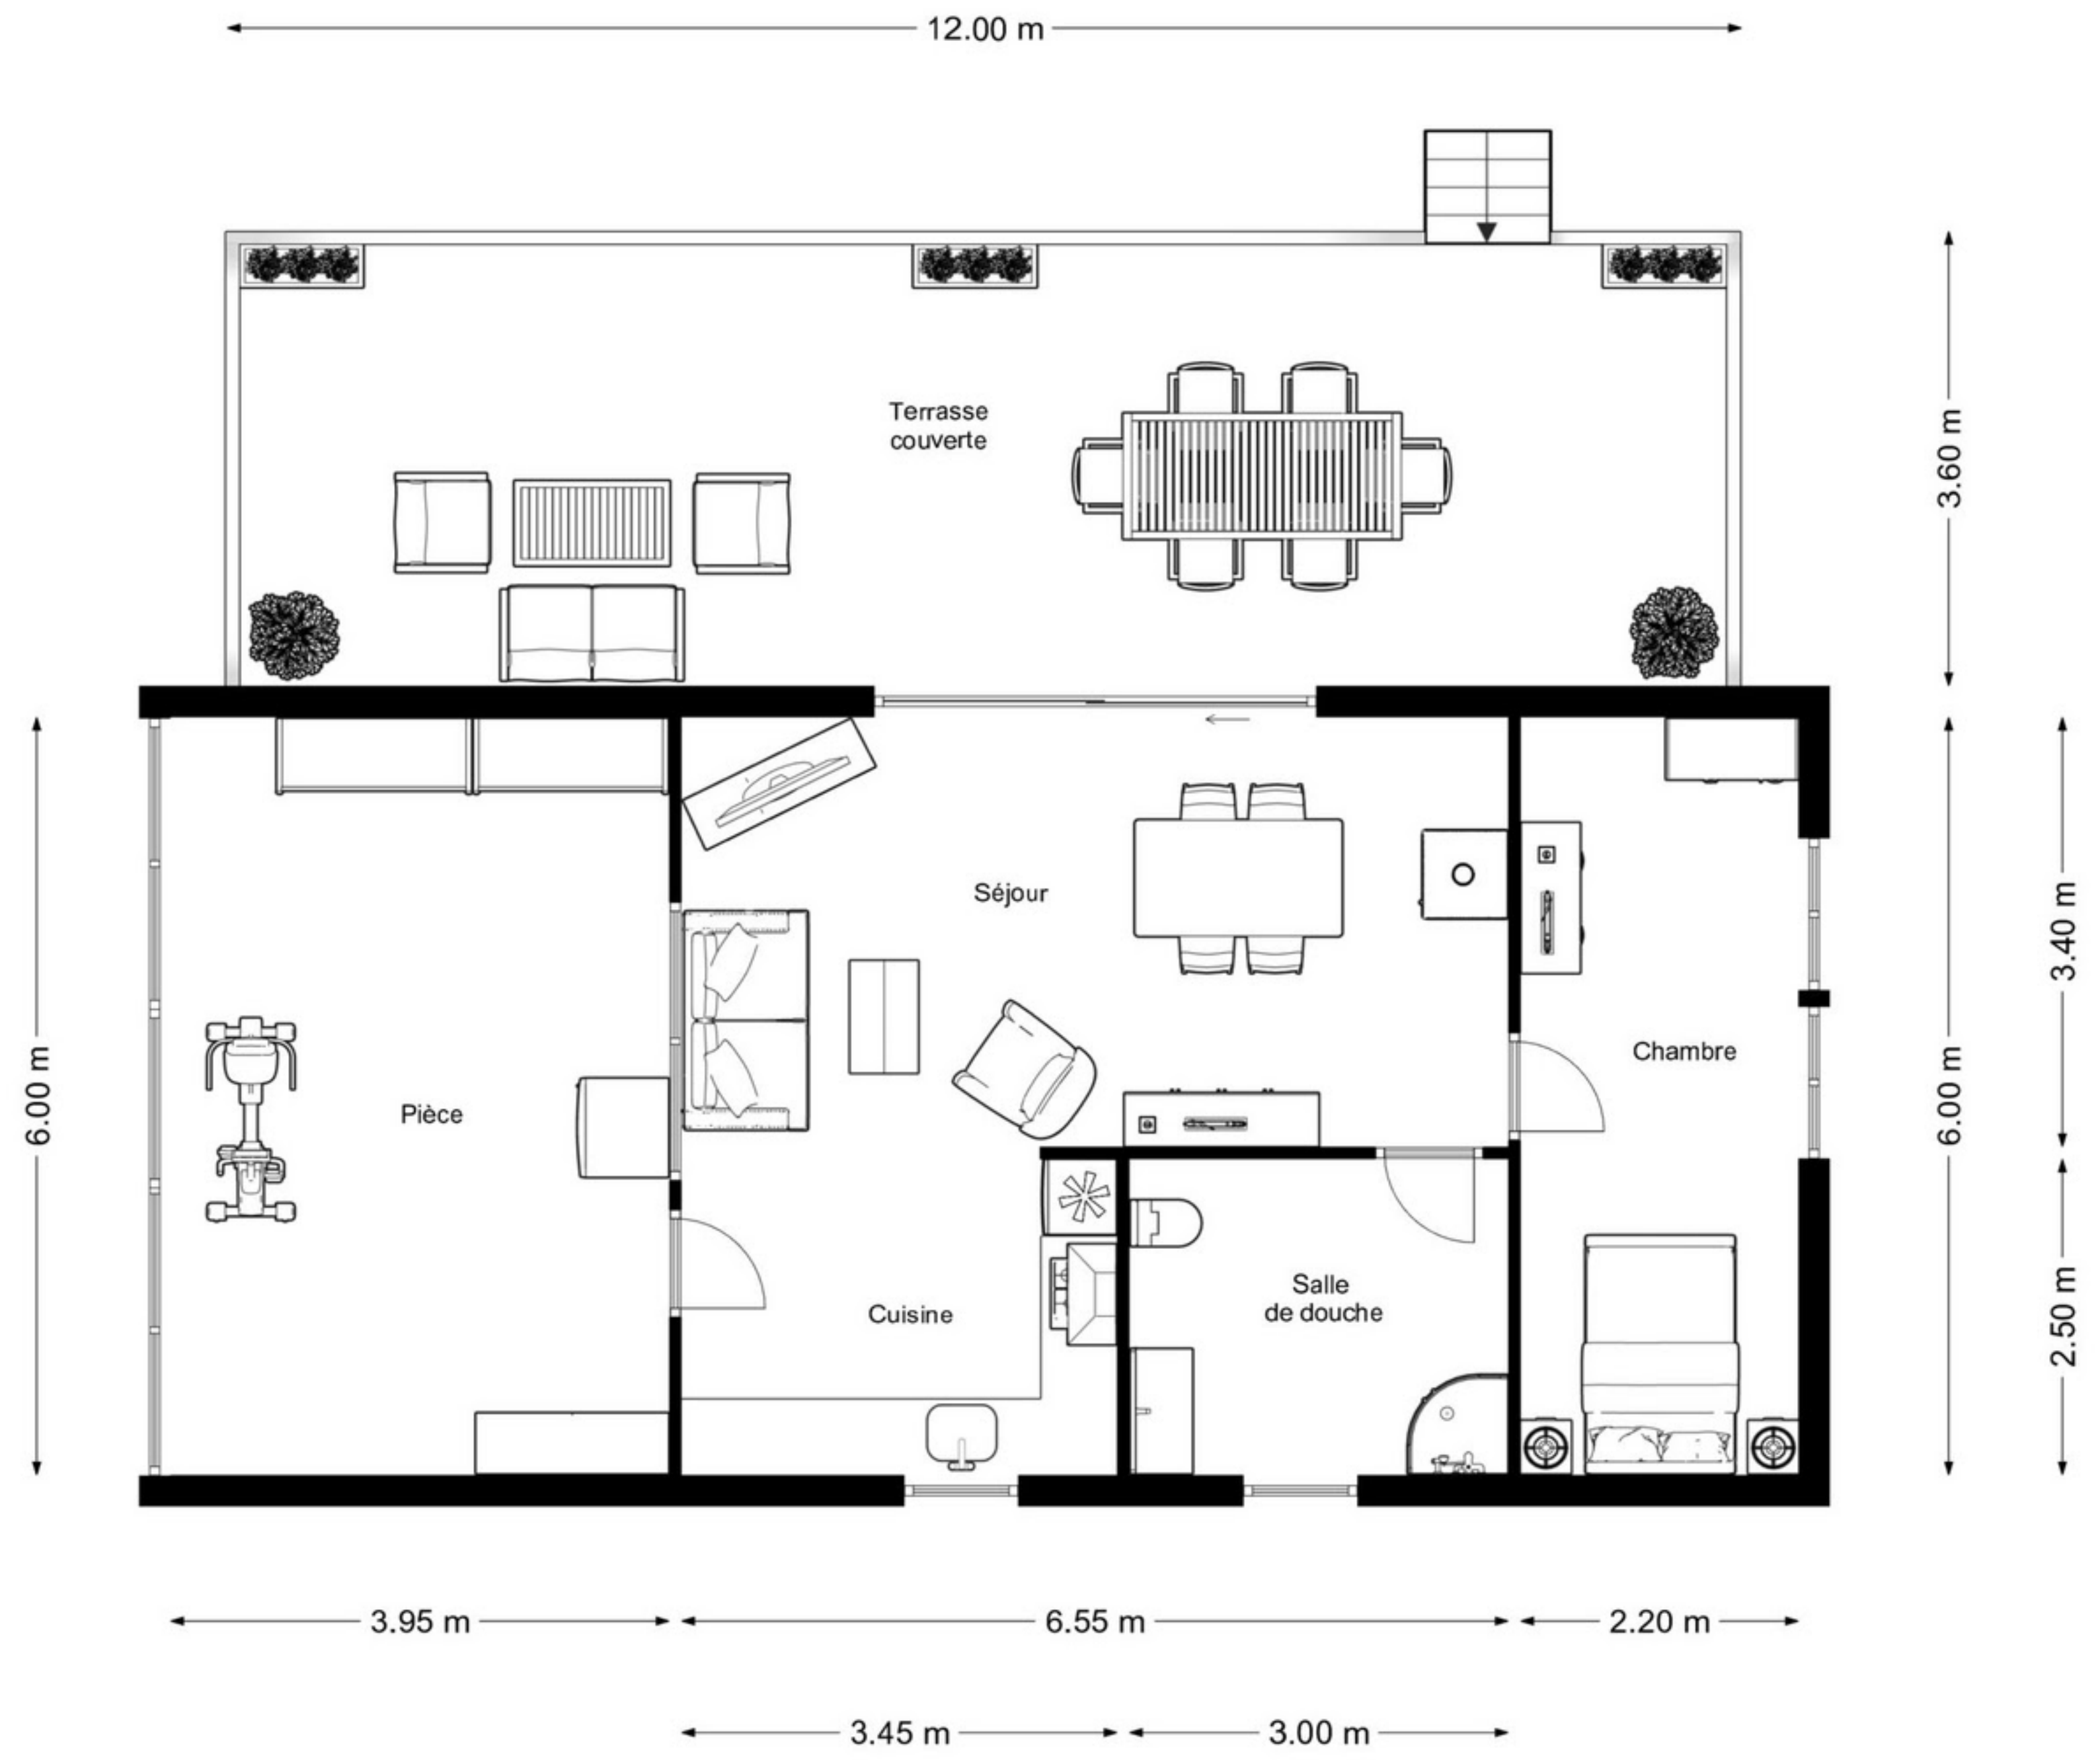 12.00 m
Terrasse
couverte
3.60 m
Séjour
3.40 m
Chambre
6.00 m
Pièce
6.00 m
Salle
de douche
Cuisine
2.50 m
3.95 m
6.55 m
2.20 m
3.45 m
3.00 m